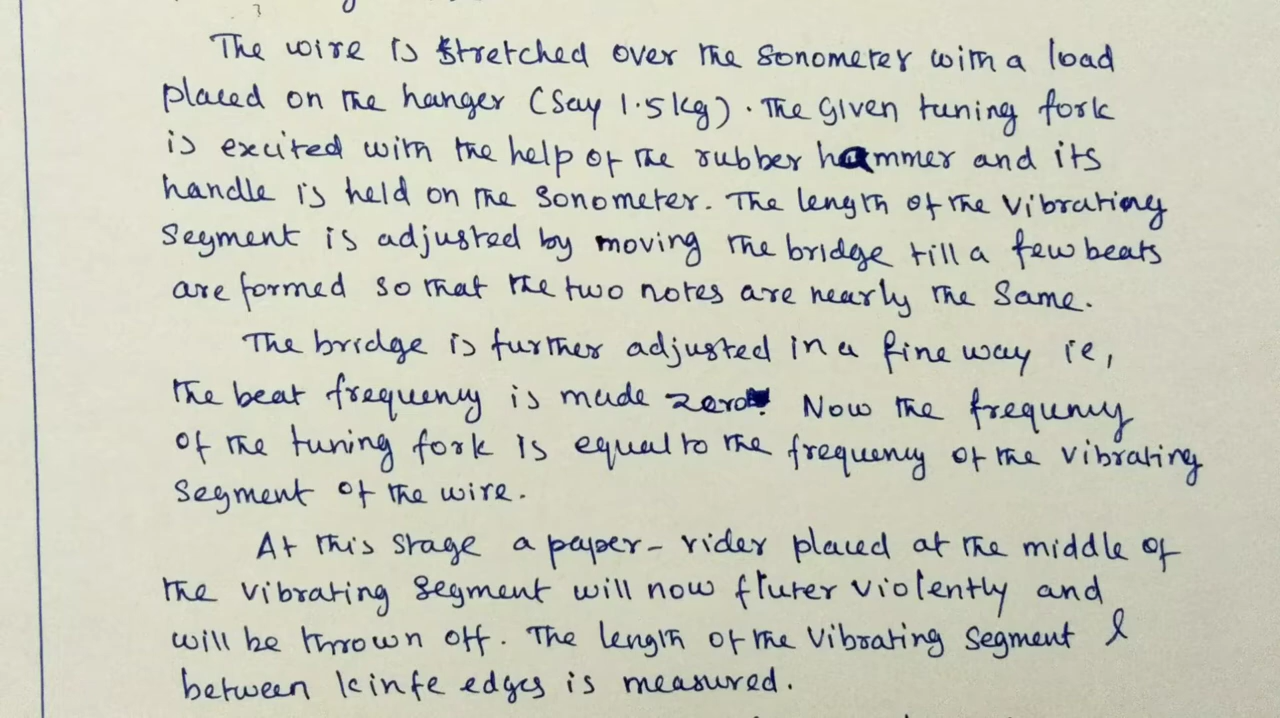 The wire is stretched over the sonometer with a load
placed on the hanger (Say 1.5kg). The given tuning fork
is excited with the help of the rubber hammer and its
handle is held on the sonometer. The length of the vibrating
segment is adjusted by moving the bridge till a few beats
are formed so that the two notes are nearly the same.
The bridge is further adjusted in a fine way ie,
the beat frequency is made zero. Now the frequny
of the tuning fork is equal to the frequency of the vibrating
segment of the wire.
At this stage a paper-rider placed at the middle of
the vibrating segment will now fluter violently and
will be thrown off. The length of the vibrating segment l
between kinfe edges is measured.